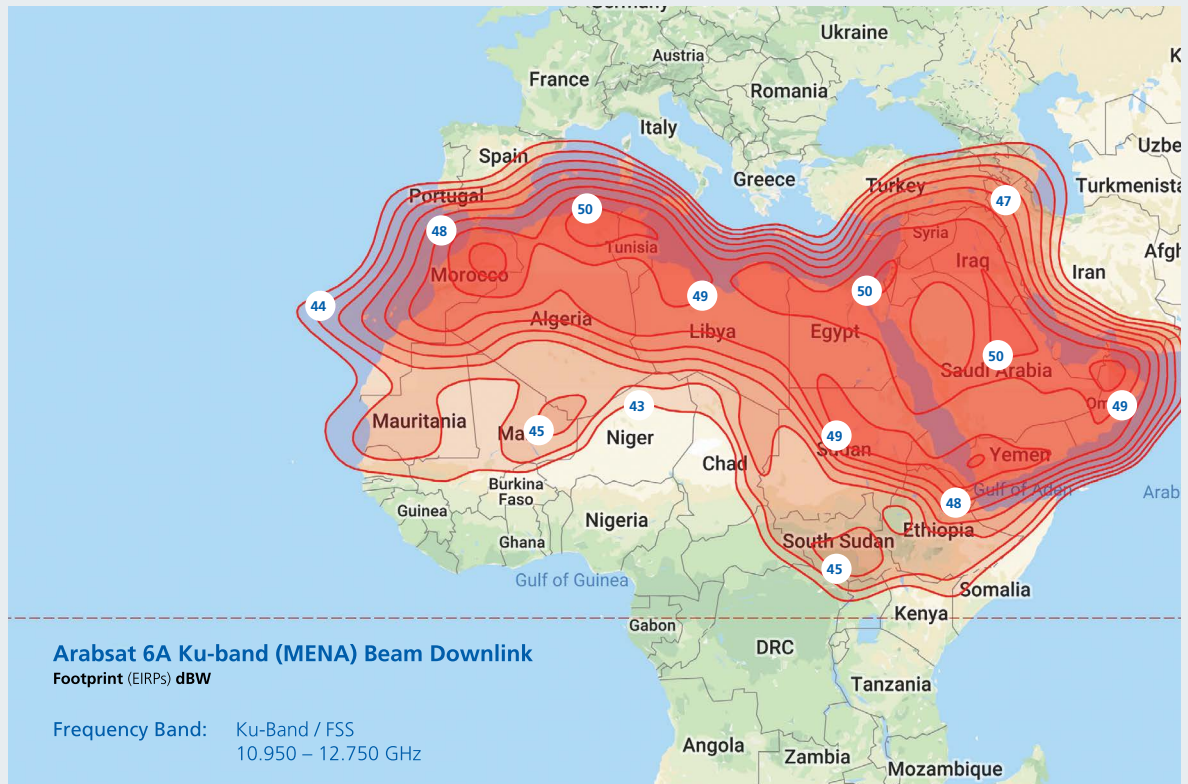 Germany
Ukraine
Austria
K
France
Romania
Italy
Uzbe
Spain
Greece
Turkey
Turkmenista
Portugal
47
50
48
Syria
Tunisia
Afgh
Iraq
Iran
Morocco
50
49
44
Algeria
Libya
Egypt
50
Saudi Arabia
Om
49
43
Mauritania
Ma
45
Niger
49
Sudan
Yemen
Chad
Burkina
Faso
Gulf of Aden
Arab
48
Guinea
Nigeria
Ethiopia
Ghana
South Sudan
45
Gulf of Guinea
Somalia
Kenya
Gabon
DRC
Arabsat 6A Ku-band (MENA) Beam Downlink
Footprint (EIRPs) dBW
Tanzania
Frequency Band: Ku-Band / FSS
10.950 – 12.750 GHz
Angola
Zambia
Mozambique